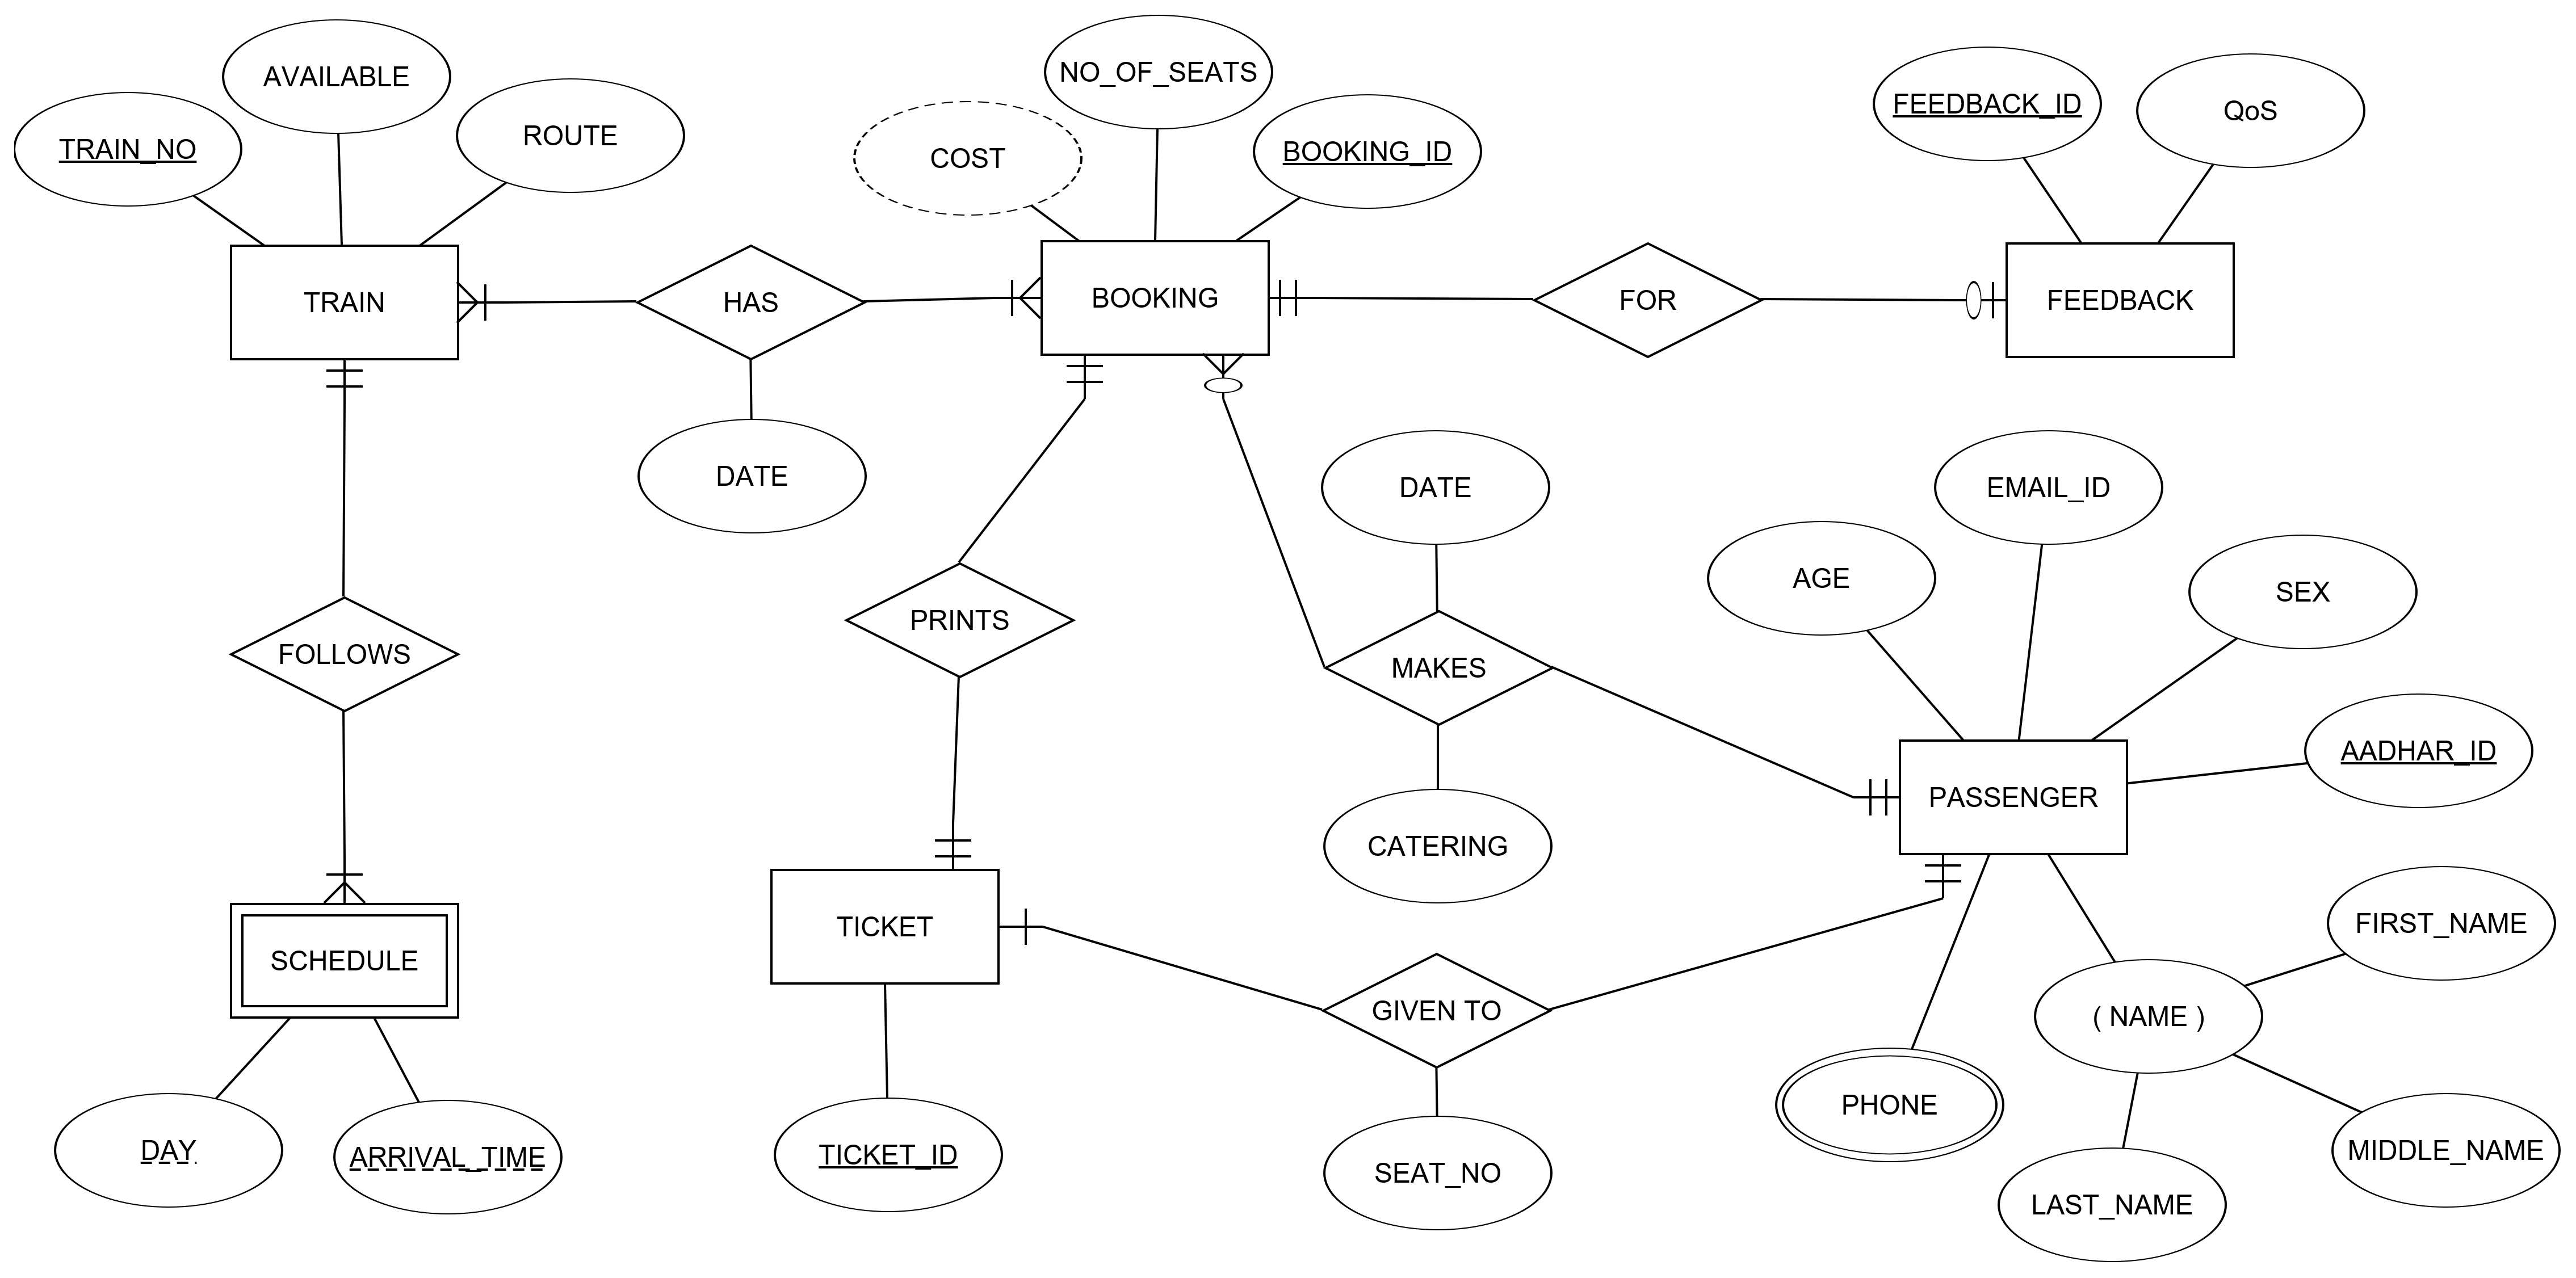 AVAILABLE
NO_OF_SEATS
FEEDBACK_ID
QoS
TRAIN_NO
ROUTE
COST
BOOKING_ID
TRAIN
HAS
BOOKING
FOR
FEEDBACK
DATE
DATE
EMAIL_ID
AGE
SEX
FOLLOWS
PRINTS
MAKES
AADHAR_ID
PASSENGER
CATERING
TICKET
FIRST_NAME
SCHEDULE
GIVEN TO
( NAME )
PHONE
DAY
ARRIVAL_TIME
TICKET_ID
SEAT_NO
MIDDLE_NAME
LAST_NAME